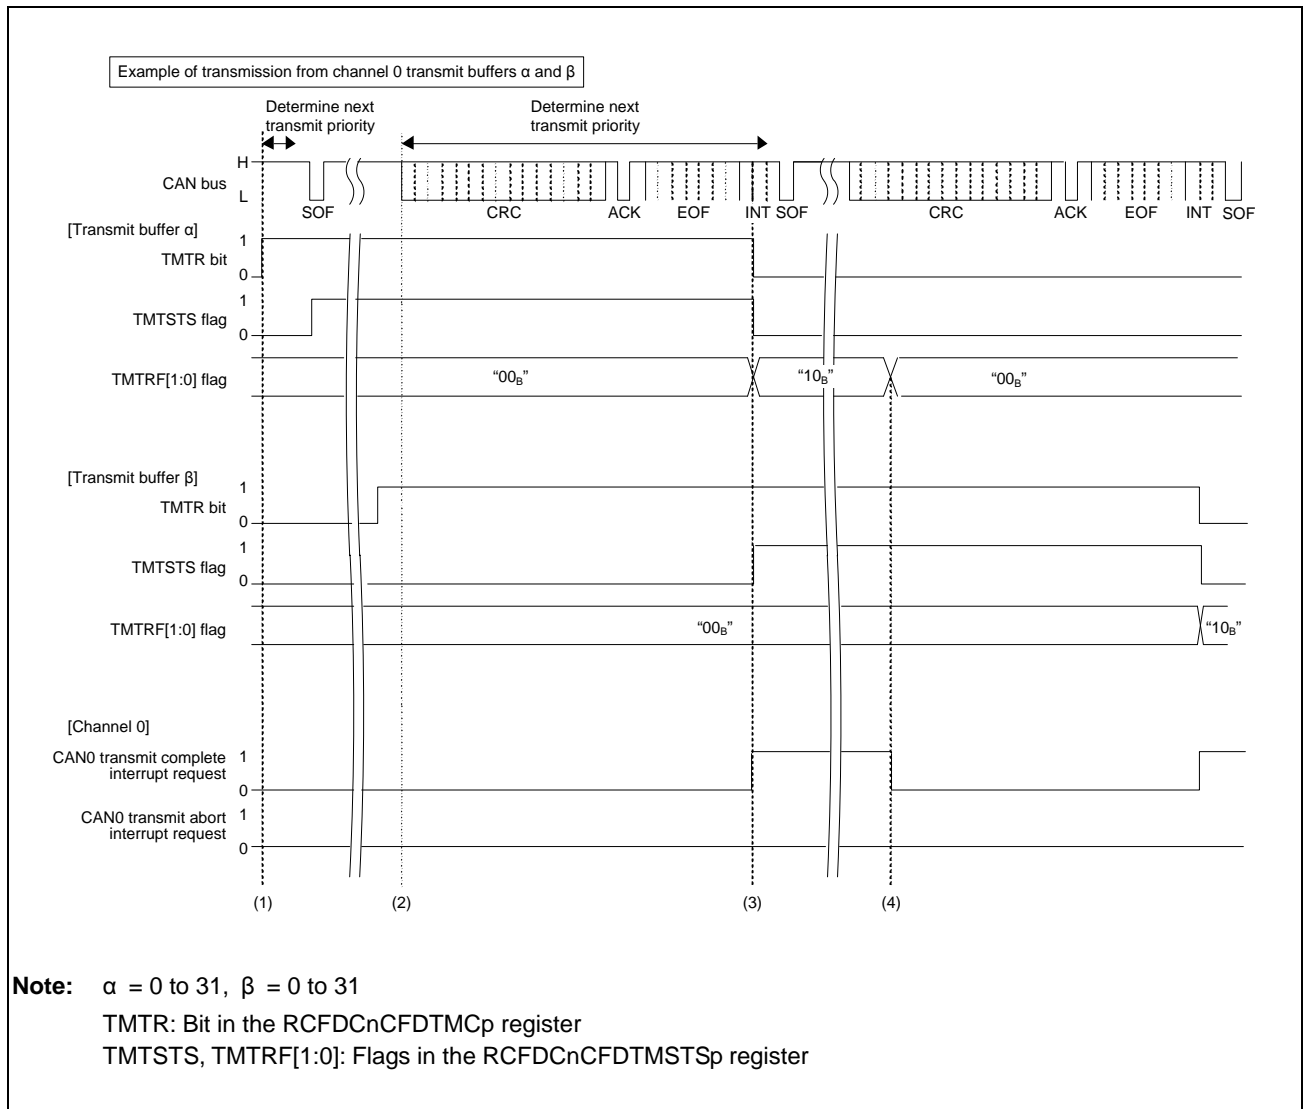 Example of transmission from channel 0 transmit buffers α and β
Determine next
transmit priority
Determine next
transmit priority
H
CAN bus
L
SOF CRC ACK EOF INT SOF CRC ACK EOF INT SOF
[Transmit buffer α]
1
TMTR bit
0
1
TMTSTS flag
0
TMTRF[1:0] flag "00B" "10B" "00B"
[Transmit buffer β]
1
TMTR bit
0
1
TMTSTS flag
0
TMTRF[1:0] flag "00B" "10B"
[Channel 0]
CAN0 transmit complete 1
interrupt request
0
CAN0 transmit abort 1
interrupt request
0
(1) (2) (3) (4)
Note: α = 0 to 31, β = 0 to 31
TMTR: Bit in the RCFDCnCFDTMCp register
TMTSTS, TMTRF[1:0]: Flags in the RCFDCnCFDTMSTSp register